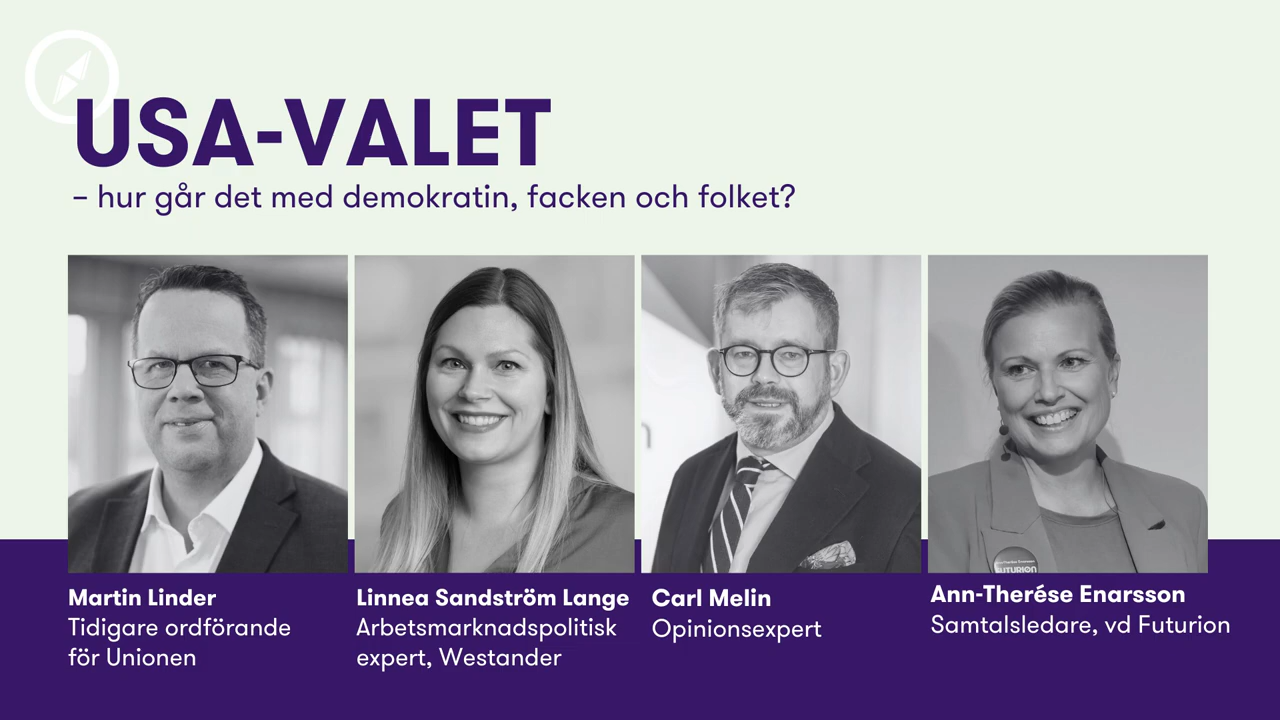 USA-VALET
– hur går det med demokratin, facken och folket?
FUTURION
Martin Linder
Tidigare ordförande
för Unionen
Linnea Sandström Lange
Arbetsmarknadspolitisk
expert, Westander
Carl Melin
Opinionsexpert
Ann-Therése Enarsson
Samtalsledare, vd Futurion